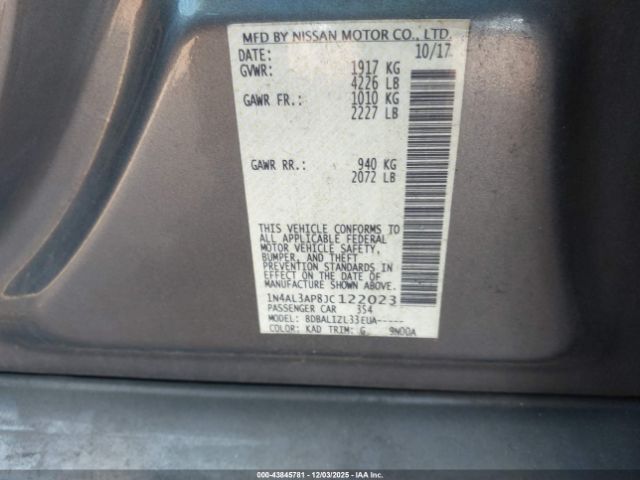 MFD BY NISSAN MOTOR CO., LTD.
DATE: 10/17
GVWR: 1917 KG
4226 LB
GAWR FR.: 1010 KG
2227 LB
GAWR RR.: 940 KG
2072 LB
THIS VEHICLE CONFORMS TO
ALL APPLICABLE FEDERAL
MOTOR VEHICLE SAFETY,
BUMPER, AND THEFT
PREVENTION STANDARDS IN
EFFECT ON THE DATE OF
MANUFACTURE SHOWN ABOVE.
1N4AL3AP8JC122023
PASSENGER CAR 354
MODEL: BDBALIZL33EUA-----
COLOR: KAD TRIM: G 9N00A
000-43845781 - 12/03/2025 - IAA, Inc.